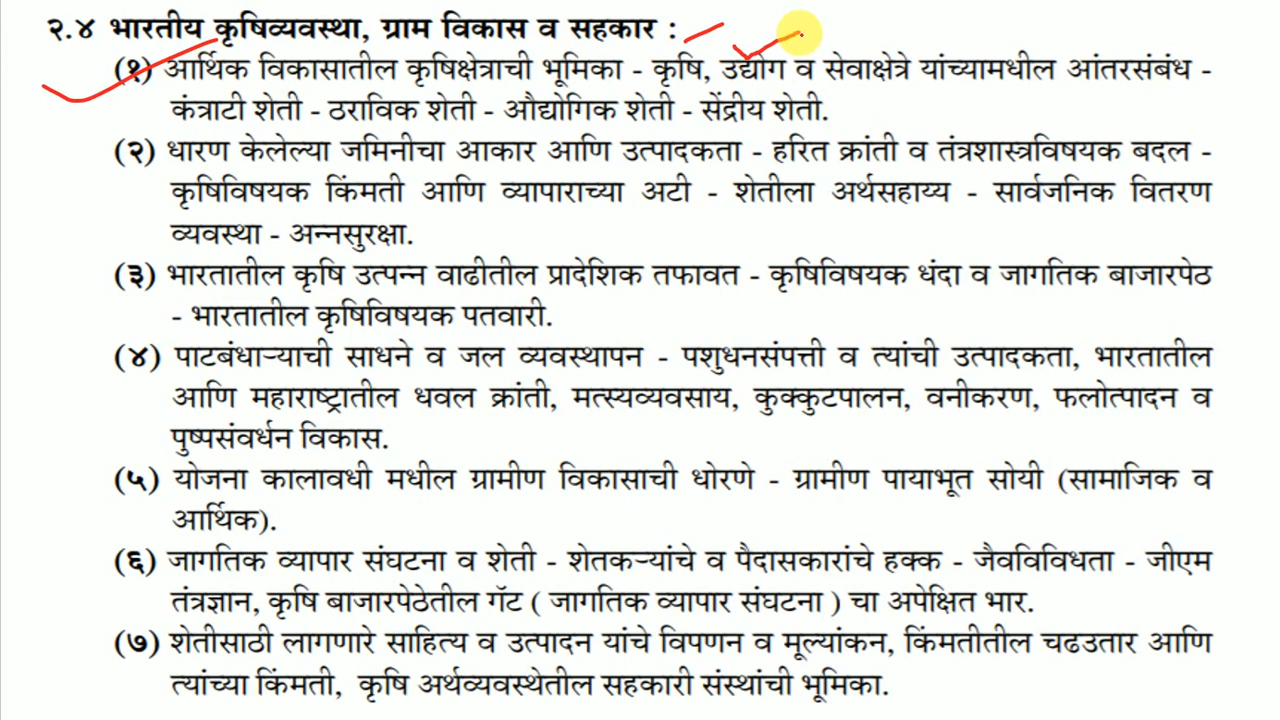 २.४ भारतीय कृषिव्यवस्था, ग्राम विकास व सहकार :
(१) आर्थिक विकासातील कृषिक्षेत्राची भूमिका - कृषि, उद्योग व सेवाक्षेत्रे यांच्यामधील आंतरसंबंध -
कंत्राटी शेती - ठराविक शेती - औद्योगिक शेती - सेंद्रीय शेती.
(२) धारण केलेल्या जमिनीचा आकार आणि उत्पादकता - हरित क्रांती व तंत्रशास्त्रविषयक बदल -
कृषिविषयक किंमती आणि व्यापाराच्या अटी - शेतीला अर्थसहाय्य - सार्वजनिक वितरण
व्यवस्था - अन्नसुरक्षा.
(३) भारतातील कृषि उत्पन्न वाढीतील प्रादेशिक तफावत - कृषिविषयक धंदा व जागतिक बाजारपेठ
- भारतातील कृषिविषयक पतवारी.
(४) पाटबंधाऱ्याची साधने व जल व्यवस्थापन - पशुधनसंपत्ती व त्यांची उत्पादकता, भारतातील
आणि महाराष्ट्रातील धवल क्रांती, मत्स्यव्यवसाय, कुक्कुटपालन, वनीकरण, फलोत्पादन व
पुष्पसंवर्धन विकास.
(५) योजना कालावधी मधील ग्रामीण विकासाची धोरणे - ग्रामीण पायाभूत सोयी (सामाजिक व
आर्थिक).
(६) जागतिक व्यापार संघटना व शेती - शेतकऱ्यांचे व पैदासकारांचे हक्क - जैवविविधता - जीएम
तंत्रज्ञान, कृषि बाजारपेठेतील गॅट ( जागतिक व्यापार संघटना ) चा अपेक्षित भार.
(७) शेतीसाठी लागणारे साहित्य व उत्पादन यांचे विपणन व मूल्यांकन, किंमतीतील चढउतार आणि
त्यांच्या किंमती, कृषि अर्थव्यवस्थेतील सहकारी संस्थांची भूमिका.